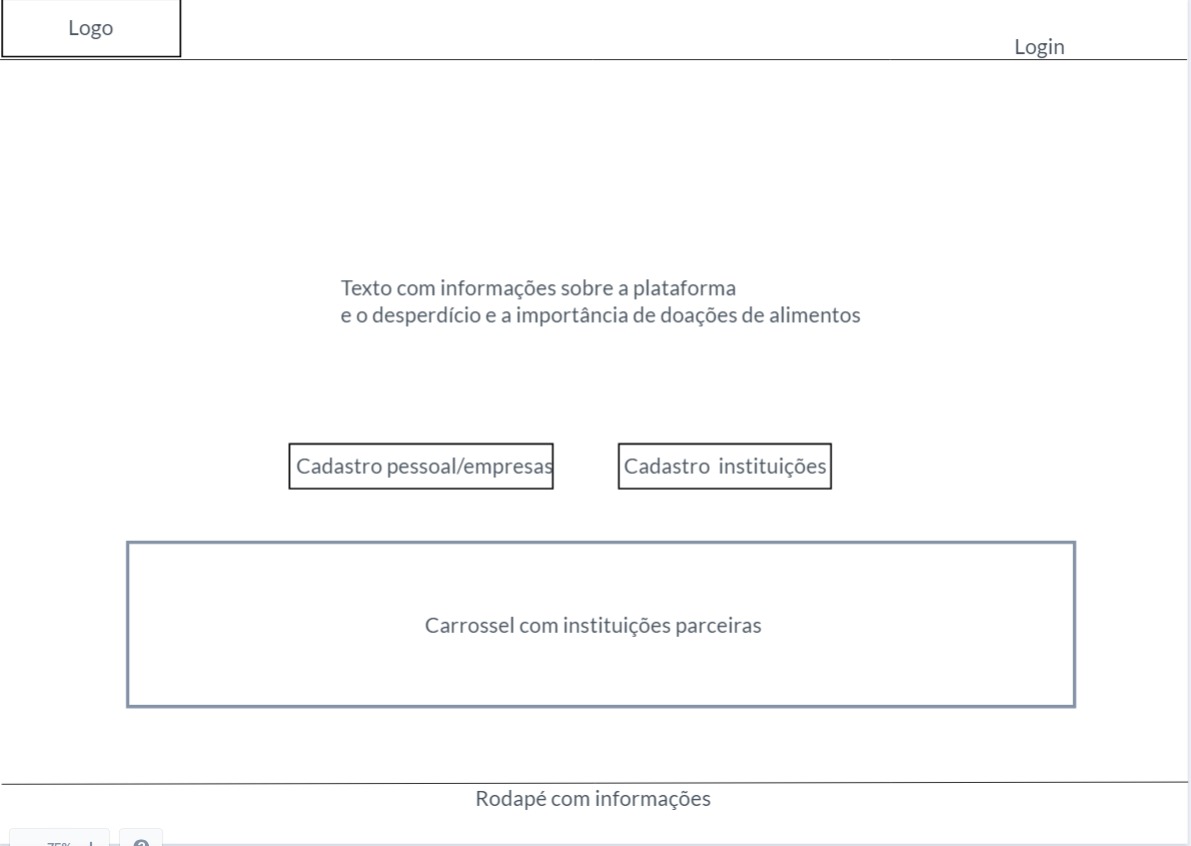 Logo
Login
Texto com informações sobre a plataforma
e o desperdício e a importância de doações de alimentos
Cadastro pessoal/empresas
Cadastro instituições
Carrossel com instituições parceiras
Rodapé com informações
75%